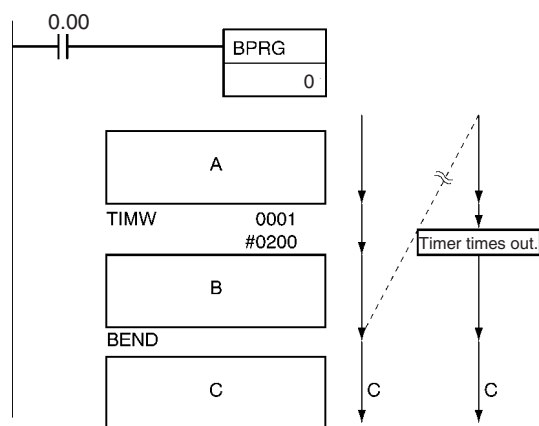 0.00
BPRG
0
A
TIMW 0001
#0200
Timer times out.
B
BEND
C
C
C